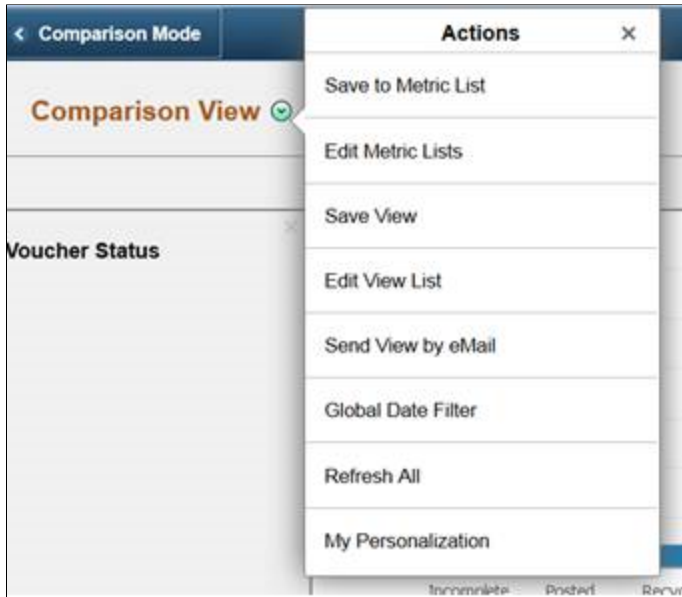 Comparison Mode
Actions
Comparison View
Save to Metric List
Edit Metric Lists
Save View
Voucher Status
Edit View List
Send View by eMail
Global Date Filter
Refresh All
My Personalization
Incomplete Posted